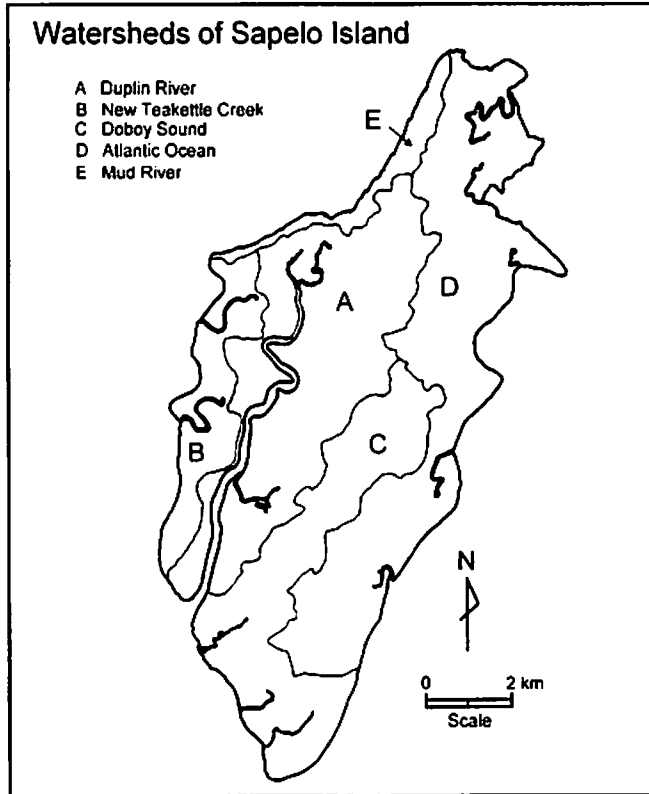 Watersheds of Sapelo Island
A Duplin River
B New Teakettle Creek
C Doboy Sound
D Atlantic Ocean
E Mud River
E
A
D
C
B
N
0 2 km
Scale